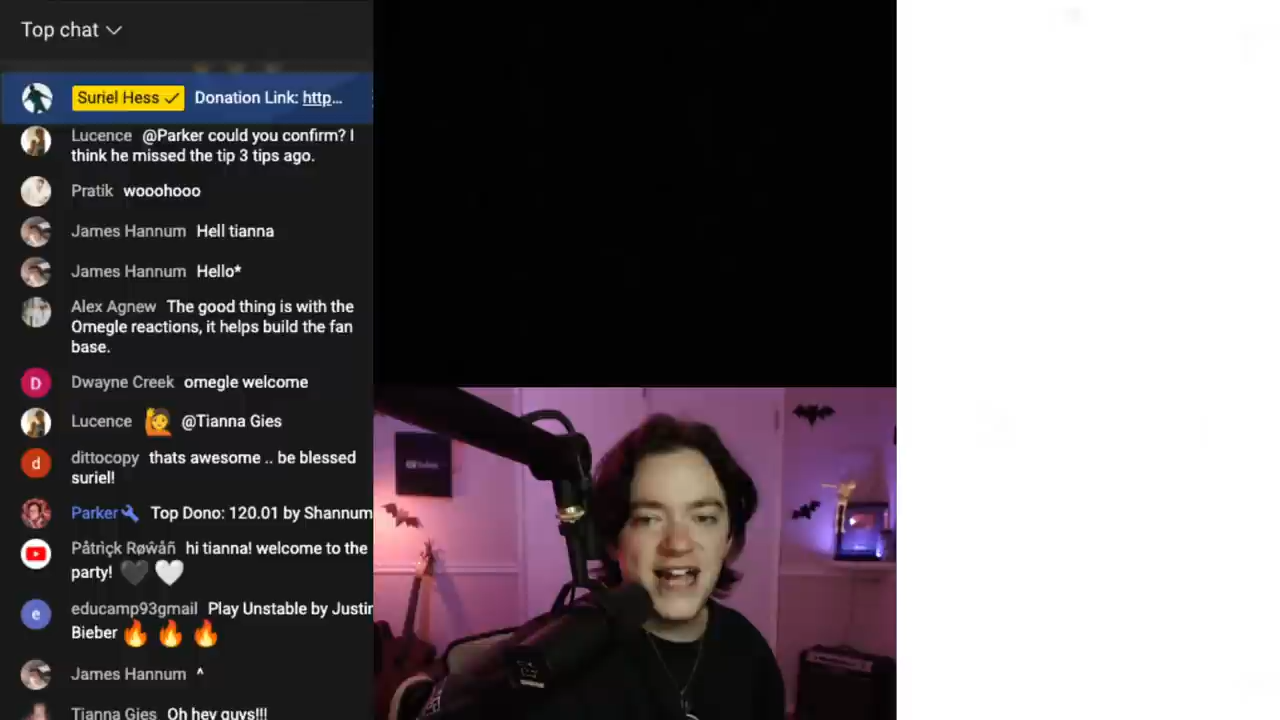 Top chat
Suriel Hess Donation Link: http...
Lucence @Parker could you confirm? I
think he missed the tip 3 tips ago.
Pratik wooohooo
James Hannum Hell tianna
James Hannum Hello*
Alex Agnew The good thing is with the
Omegle reactions, it helps build the fan
base.
D Dwayne Creek omegle welcome
Lucence 🙋 @Tianna Gies
d dittocopy thats awesome .. be blessed
suriel!
Parker Top Dono: 120.01 by Shannum
Påtrìçk Røŵåñ hi tianna! welcome to the
party! 🖤 🤍
e educamp93gmail Play Unstable by Justin
Bieber 🔥 🔥 🔥
James Hannum ^
Tianna Gies Oh hey guys!!!